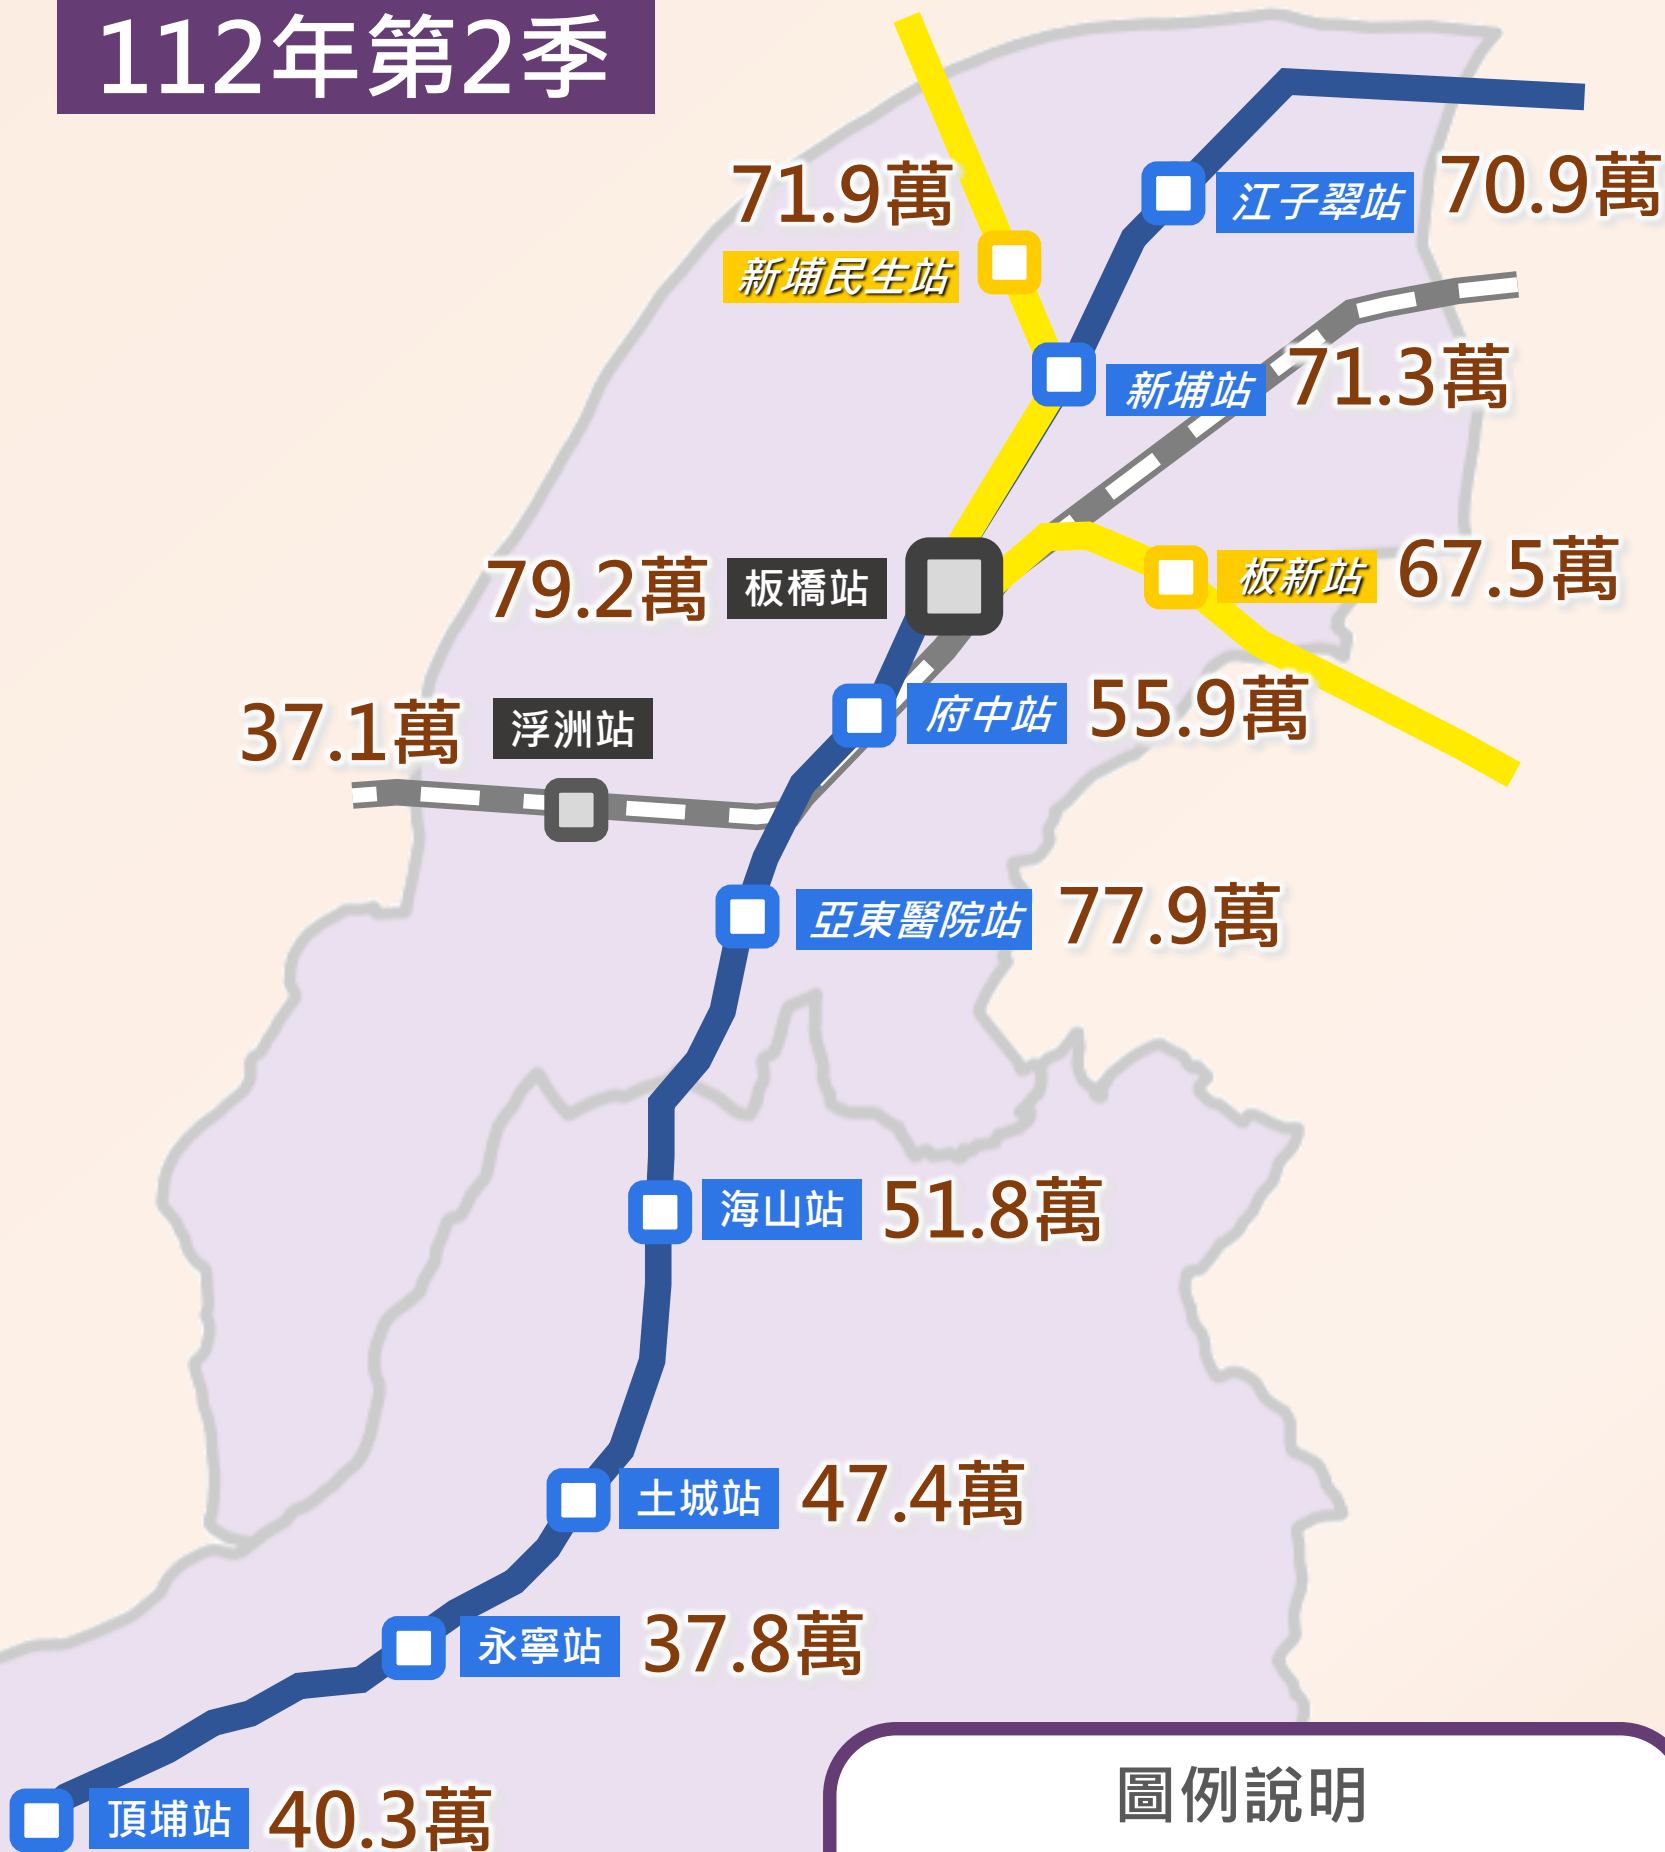 112年第2季
71.9萬
新埔民生站
江子翠站
70.9萬
新埔站
71.3萬
79.2萬
板橋站
板新站
67.5萬
37.1萬
浮洲站
府中站
55.9萬
亞東醫院站
77.9萬
海山站
51.8萬
土城站
47.4萬
永寧站
37.8萬
頂埔站
40.3萬
圖例說明